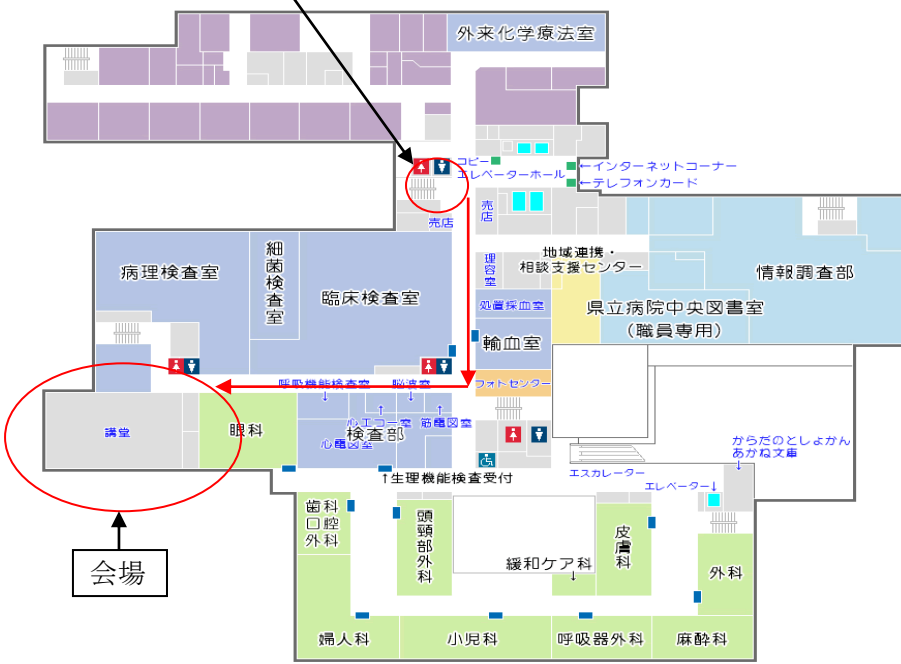 外来化学療法室
コピー
エレベーターホール
←インターネットコーナー
←テレフォンカード
売店
売店
地域連携・
相談支援センター
理容室
病理検査室
細菌検査室
臨床検査室
情報調査部
処置採血室
県立病院中央図書室
(職員専用)
輸血室
フォトセンター
呼吸機能検査室
↓
脳波室
↓
講堂
眼科
↑
心エコー室
↑
筋電図室
心電図室
検査部
からだのとしょかん
あかね文庫
↓
エスカレーター
エレベーター↓
↑生理機能検査受付
歯科
口腔
外科
頭頸部外科
皮膚科
緩和ケア科
↓
外科
会場
婦人科
小児科
呼吸器外科
麻酔科